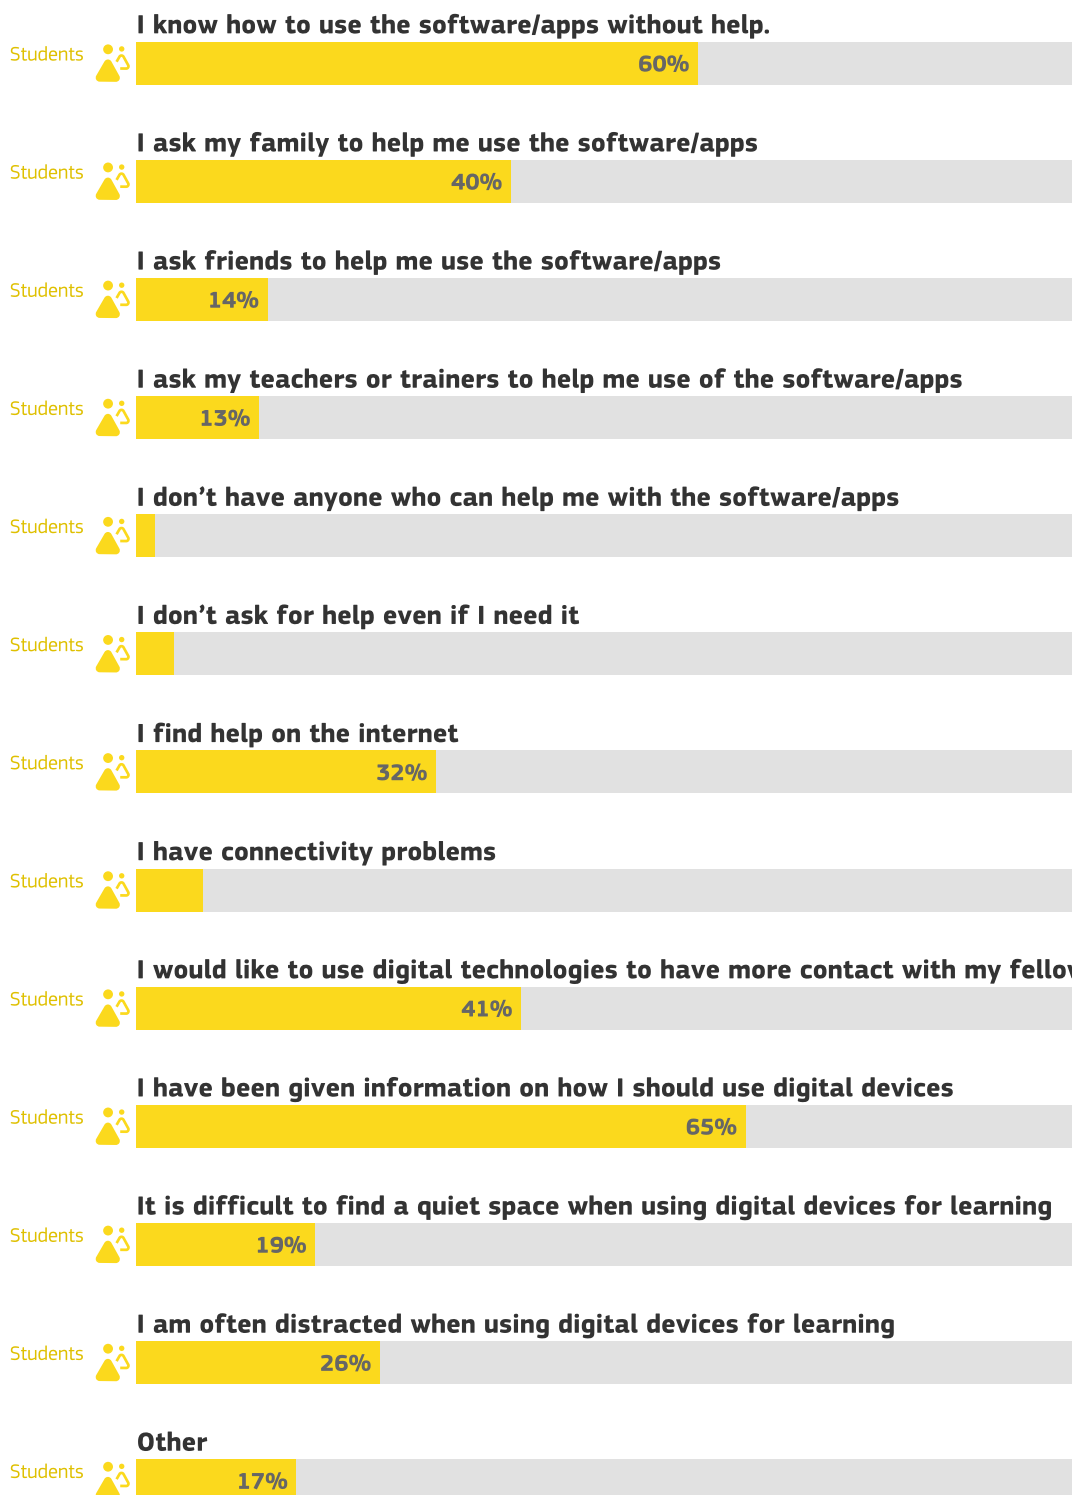 I know how to use the software/apps without help.
Students
60%
I ask my family to help me use the software/apps
Students
40%
I ask friends to help me use the software/apps
Students
14%
I ask my teachers or trainers to help me use of the software/apps
Students
13%
I don’t have anyone who can help me with the software/apps
Students
I don’t ask for help even if I need it
Students
I find help on the internet
Students
32%
I have connectivity problems
Students
I would like to use digital technologies to have more contact with my
Students
41%
I have been given information on how I should use digital devices
Students
65%
It is difficult to find a quiet space when using digital devices for learning
Students
19%
I am often distracted when using digital devices for learning
Students
26%
Other
Students
17%